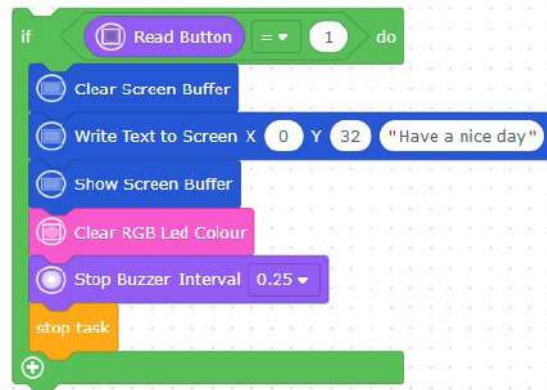 if Read Button = 1 do
Clear Screen Buffer
Write Text to Screen X 0 Y 32 "Have a nice day"
Show Screen Buffer
Clear RGB Led Colour
Stop Buzzer Interval 0.25
stop task